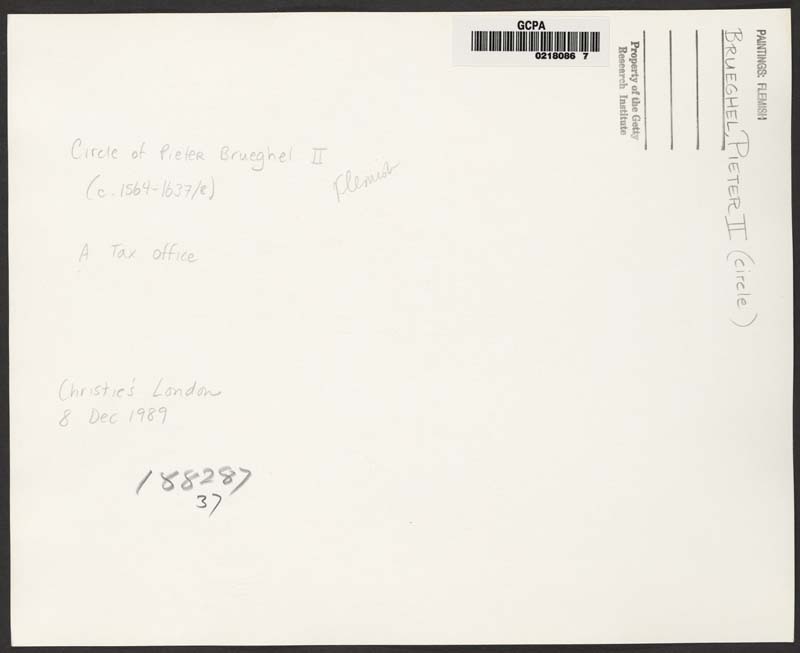 GCPA
0218086 7
Property of the Getty
Research Institute
PAINTINGS: FLEMISH
BRUEGHEL, PIETER II (circle)
Circle of Pieter Brueghel II
(c. 1564-1637/8)
Flemish
A Tax Office
Christie's London
8 Dec 1989
188287
37